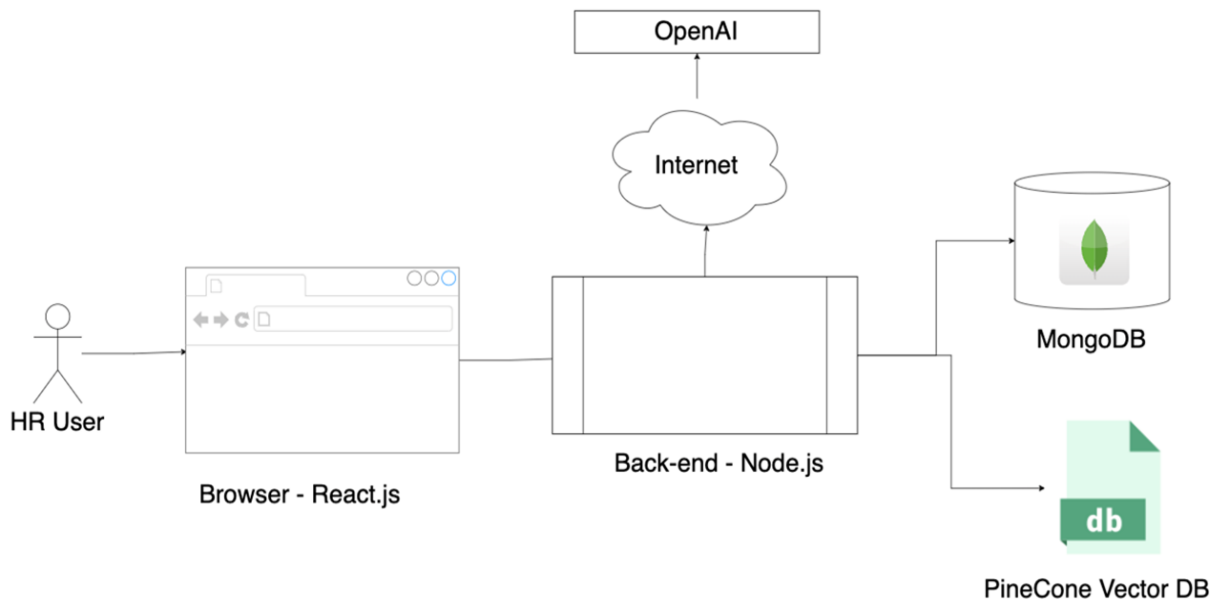 OpenAI
Internet
MongoDB
HR User
Back-end - Node.js
Browser - React.js
db
PineCone Vector DB